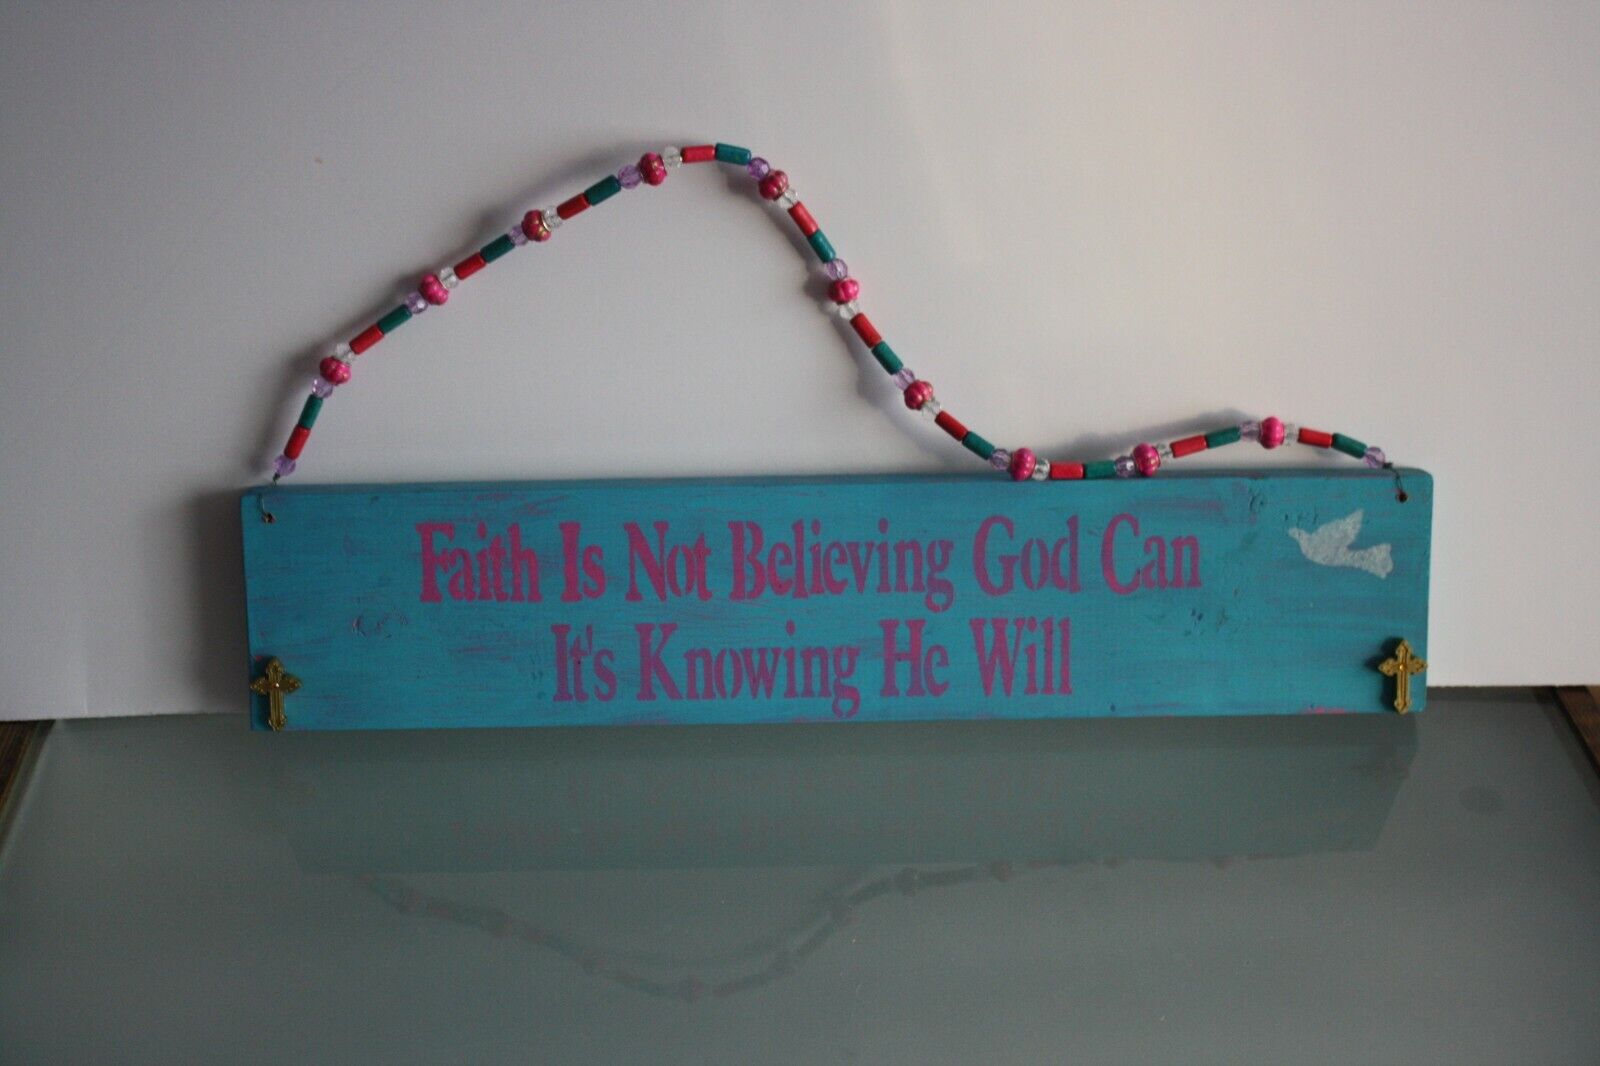 Faith Is Not Believing God Can
It's Knowing He Will